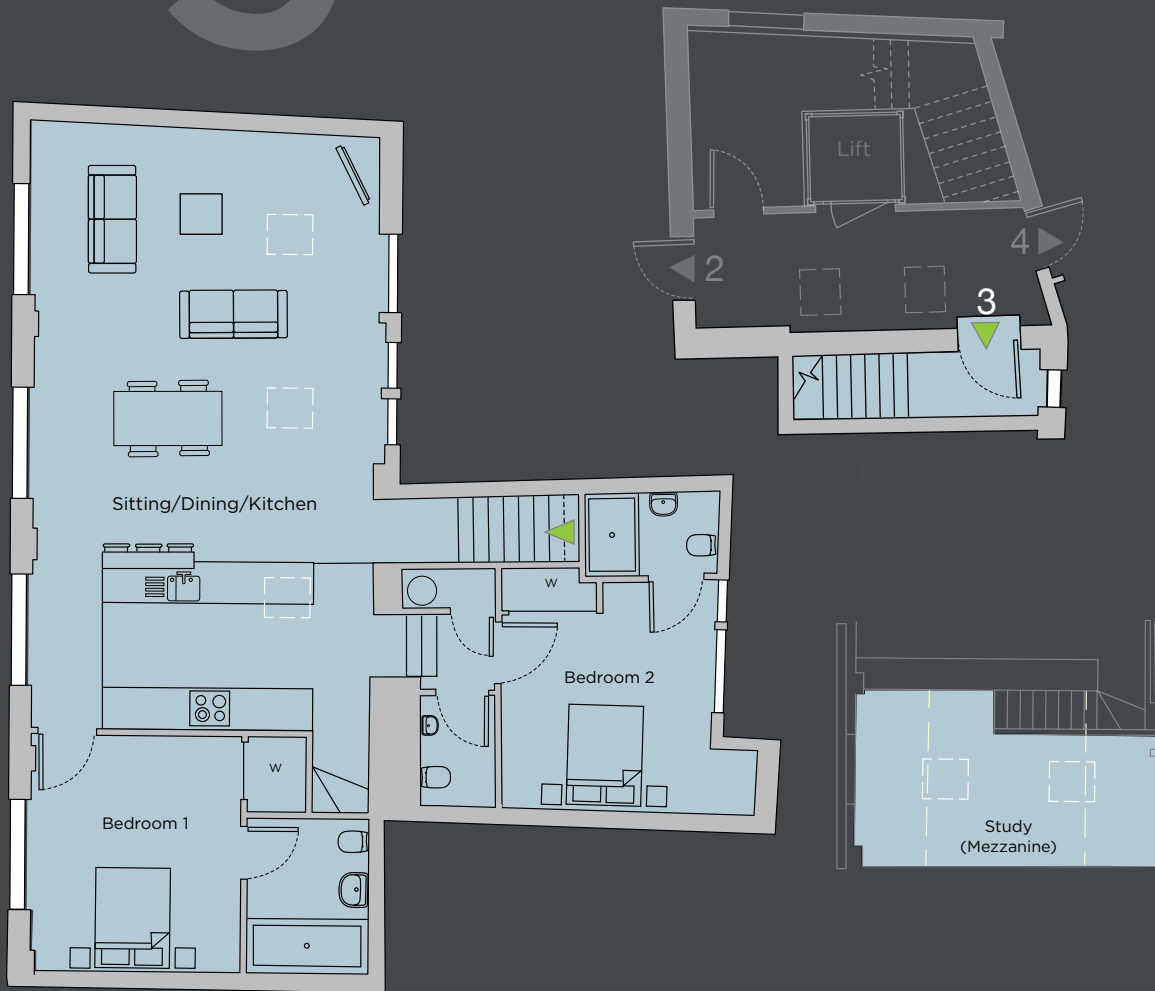 Lift
2
4
3
Sitting/Dining/Kitchen
W
Bedroom 2
W
Bedroom 1
Study
(Mezzanine)